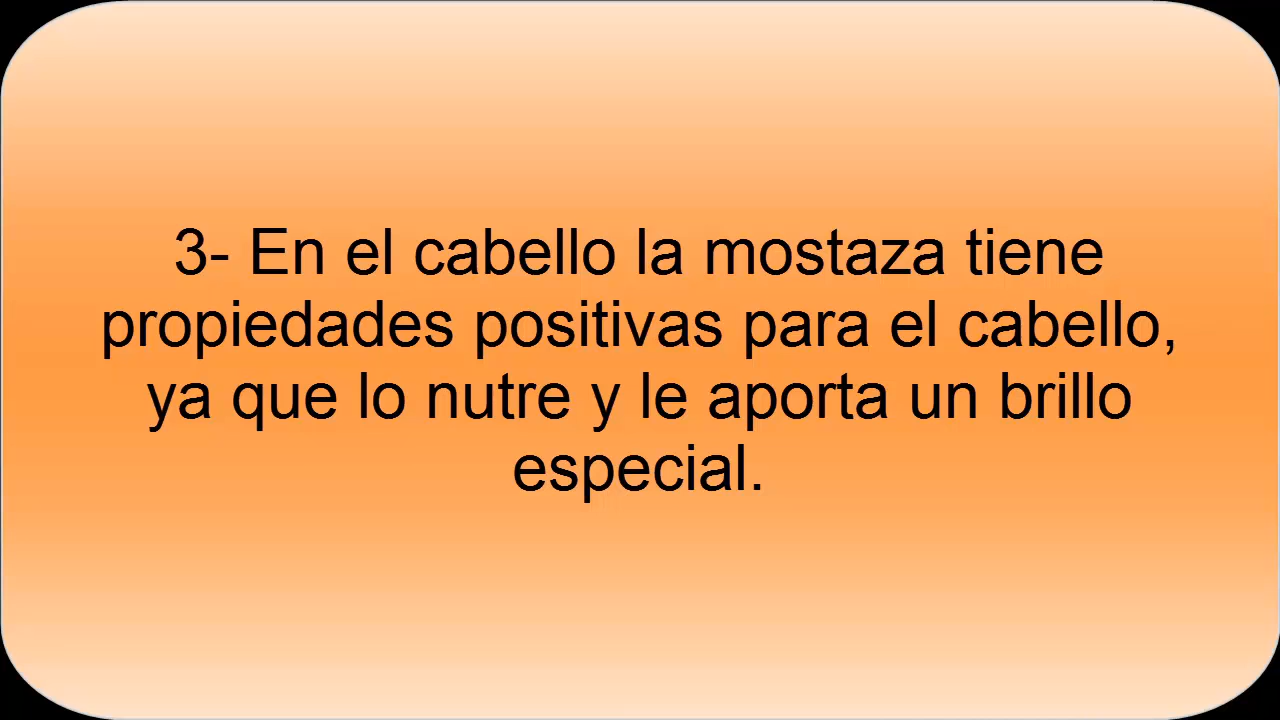 3- En el cabello la mostaza tiene
propiedades positivas para el cabello,
ya que lo nutre y le aporta un brillo
especial.